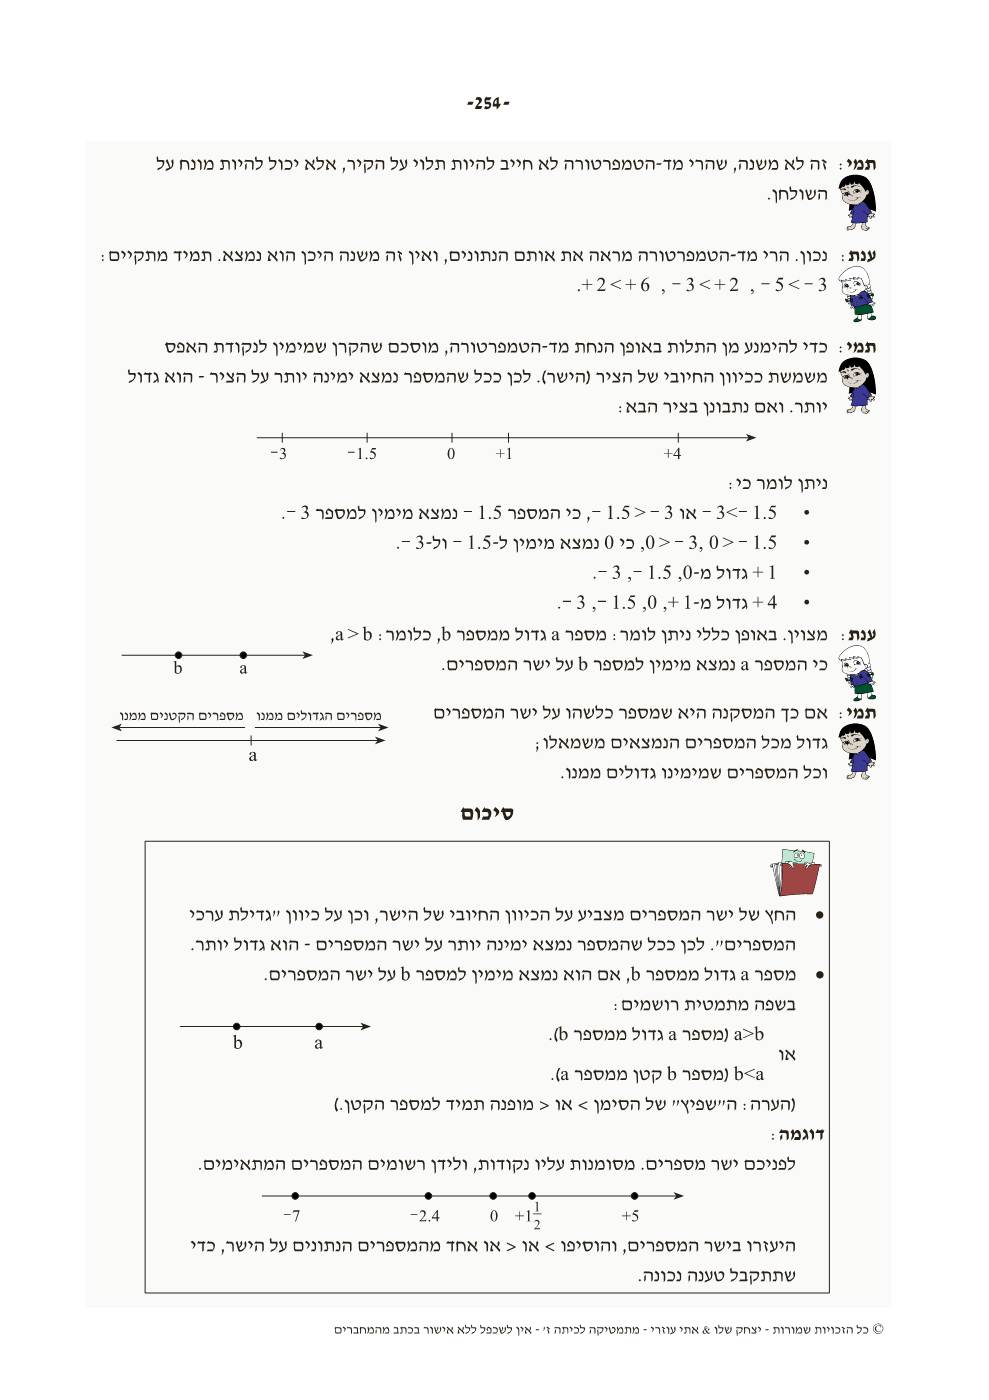 -254-
תמי: זה לא משנה, שהרי מד-הטמפרטורה לא חייב להיות תלוי על הקיר, אלא יכול להיות מונח על
השולחן.
ענת: נכון. הרי מד-הטמפרטורה מראה את אותם הנתונים, ואין זה משנה היכן הוא נמצא. תמיד מתקיים:
−5 < −3 , −3 < +2 , +2 < +6.
תמי: כדי להימנע מן התלות באופן הנחת מד-הטמפרטורה, מוסכם שהקרן שמימין לנקודת האפס
משמשת ככיוון החיובי של הציר (הישר). לכן ככל שהמספר נמצא ימינה יותר על הציר - הוא גדול
יותר. ואם נתבונן בציר הבא:
−3 −1.5 0 +1 +4
ניתן לומר כי:
• −3<−1.5 או −1.5 > −3, כי המספר −1.5 נמצא מימין למספר −3.
• 0 > −1.5 ,0 > −3, כי 0 נמצא מימין ל-−1.5 ול-−3.
• +1 גדול מ-0, −1.5, −3.
• +4 גדול מ-+1, 0, −1.5, −3.
ענת: מצוין. באופן כללי ניתן לומר: מספר a גדול ממספר b, כלומר: a > b,
כי המספר a נמצא מימין למספר b על ישר המספרים.
b a
תמי: אם כך המסקנה היא שמספר כלשהו על ישר המספרים
גדול מכל המספרים הנמצאים משמאלו;
וכל המספרים שמימינו גדולים ממנו.
מספרים הגדולים ממנו מספרים הקטנים ממנו
a
סיכום
• החץ של ישר המספרים מצביע על הכיוון החיובי של הישר, וכן על כיוון "גדילת ערכי
המספרים". לכן ככל שהמספר נמצא ימינה יותר על ישר המספרים - הוא גדול יותר.
• מספר a גדול ממספר b, אם הוא נמצא מימין למספר b על ישר המספרים.
בשפה מתמטית רושמים:
a>b (מספר a גדול ממספר b).
או
b<a (מספר b קטן ממספר a).
b a
(הערה: ה"שפיץ" של הסימן > או < מופנה תמיד למספר הקטן.)
דוגמה:
לפניכם ישר מספרים. מסומנות עליו נקודות, ולידן רשומים המספרים המתאימים.
−7 −2.4 0 +1½ +5
היעזרו בישר המספרים, והוסיפו > או < או אחד מהמספרים הנתונים על הישר, כדי
שתתקבל טענה נכונה.
© כל הזכויות שמורות - יצחק שלו & אתי עוזרי - מתמטיקה לכיתה ז' - אין לשכפל ללא אישור בכתב מהמחברים